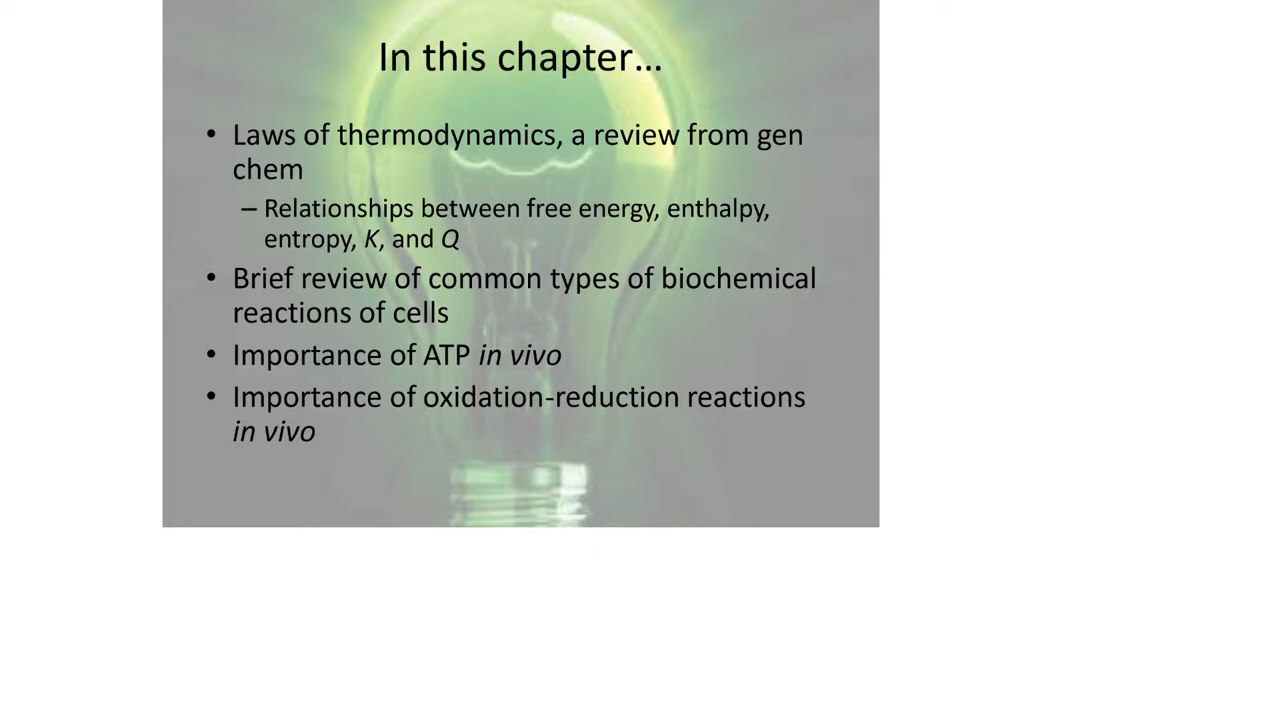 In this chapter…
• Laws of thermodynamics, a review from gen
chem
– Relationships between free energy, enthalpy,
entropy, K, and Q
• Brief review of common types of biochemical
reactions of cells
• Importance of ATP in vivo
• Importance of oxidation-reduction reactions
in vivo